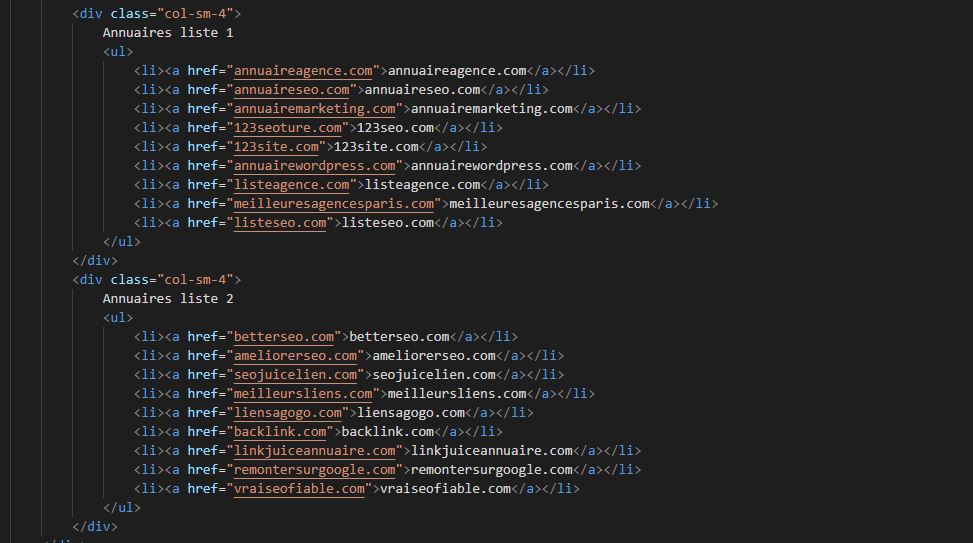 <div class="col-sm-4">
Annuaires liste 1
<ul>
<li><a href="annuaireagence.com">annuaireagence.com</a></li>
<li><a href="annuaireseo.com">annuaireseo.com</a></li>
<li><a href="annuairemarketing.com">annuairemarketing.com</a></li>
<li><a href="123seoture.com">123seo.com</a></li>
<li><a href="123site.com">123site.com</a></li>
<li><a href="annuairewordpress.com">annuairewordpress.com</a></li>
<li><a href="listeagence.com">listeagence.com</a></li>
<li><a href="meilleuresagencesparis.com">meilleuresagencesparis.com</a></li>
<li><a href="listeseo.com">listeseo.com</a></li>
</ul>
</div>
<div class="col-sm-4">
Annuaires liste 2
<ul>
<li><a href="betterseo.com">betterseo.com</a></li>
<li><a href="ameliorerseo.com">ameliorerseo.com</a></li>
<li><a href="seojuicelien.com">seojuicelien.com</a></li>
<li><a href="meilleursliens.com">meilleursliens.com</a></li>
<li><a href="liensagogo.com">liensagogo.com</a></li>
<li><a href="backlink.com">backlink.com</a></li>
<li><a href="linkjuiceannuaire.com">linkjuiceannuaire.com</a></li>
<li><a href="remontersurgoogle.com">remontersurgoogle.com</a></li>
<li><a href="vraiseofiable.com">vraiseofiable.com</a></li>
</ul>
</div>